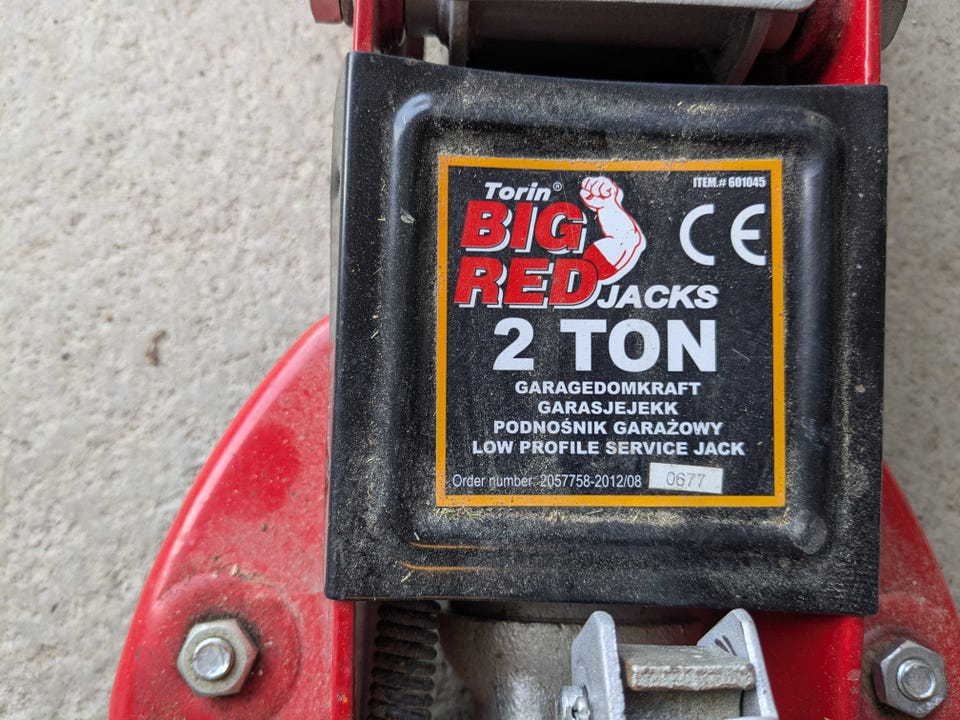 ITEM.# 601045
Torin®
BIG
RED
JACKS
CE
2 TON
GARAGEDOMKRAFT
GARASJEJEKK
PODNOŚNIK GARAŻOWY
LOW PROFILE SERVICE JACK
Order number: 2057758-2012/08 0677